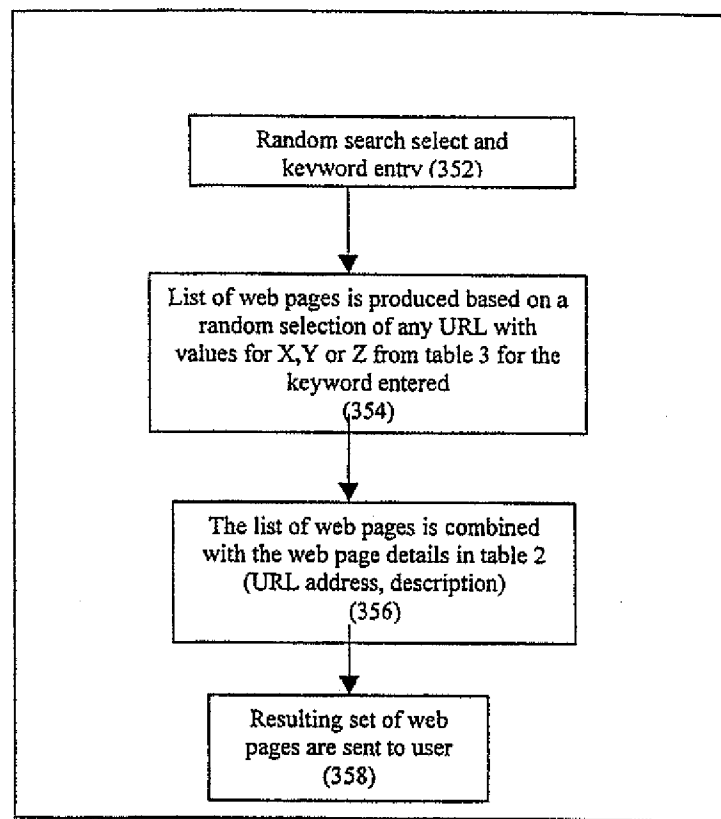 Random search select and
keyword entry (352)
List of web pages is produced based on a
random selection of any URL with
values for X,Y or Z from table 3 for the
keyword entered
(354)
The list of web pages is combined
with the web page details in table 2
(URL address, description)
(356)
Resulting set of web
pages are sent to user
(358)